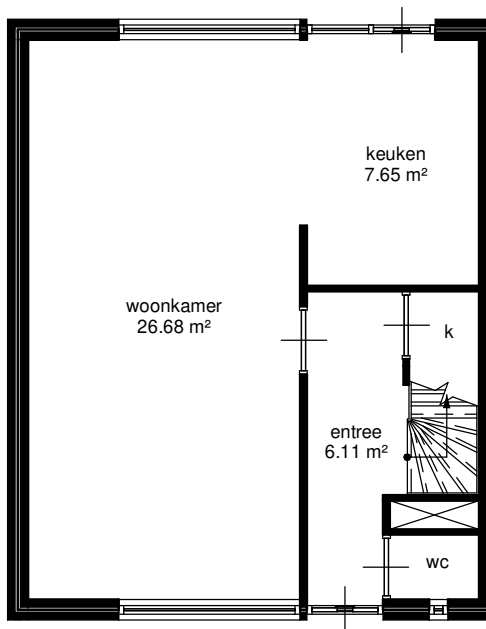 keuken
7.65 m²
woonkamer
26.68 m²
k
entree
6.11 m²
wc